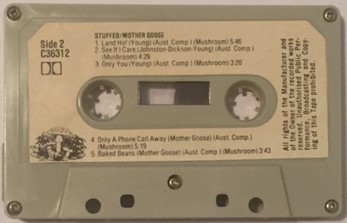 Side 2
C36312
STUFFED/MOTHER GOOSE
1. Land Ho! (Young) (Aust. Comp.) (Mushroom) 5:46
2. See If I Care (Johnston-Dickson-Young) (Aust. Comp.)
(Mushroom) 4:29
3. Only You (Young) (Aust. Comp.) (Mushroom) 3:20
4. Only A Phone Call Away (Mother Goose) (Aust. Comp.)
(Mushroom) 5:19
5. Baked Beans (Mother Goose) (Aust. Comp.) (Mushroom) 3:43
All rights of the Manufacturer and
of the Owner of the recorded works
reserved. Unauthorised Public Per-
formance, Broadcasting and Copy-
ing of this Tape prohibited.